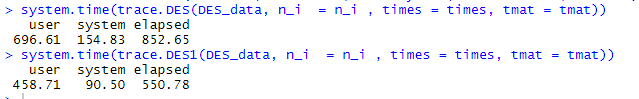 > system.time(trace.DES(DES_data, n_i  = n_i , times = times, tmat = tmat))
   user  system elapsed
 696.61  154.83  852.65
> system.time(trace.DES1(DES_data, n_i  = n_i , times = times, tmat = tmat))
   user  system elapsed
 458.71   90.50  550.78
>